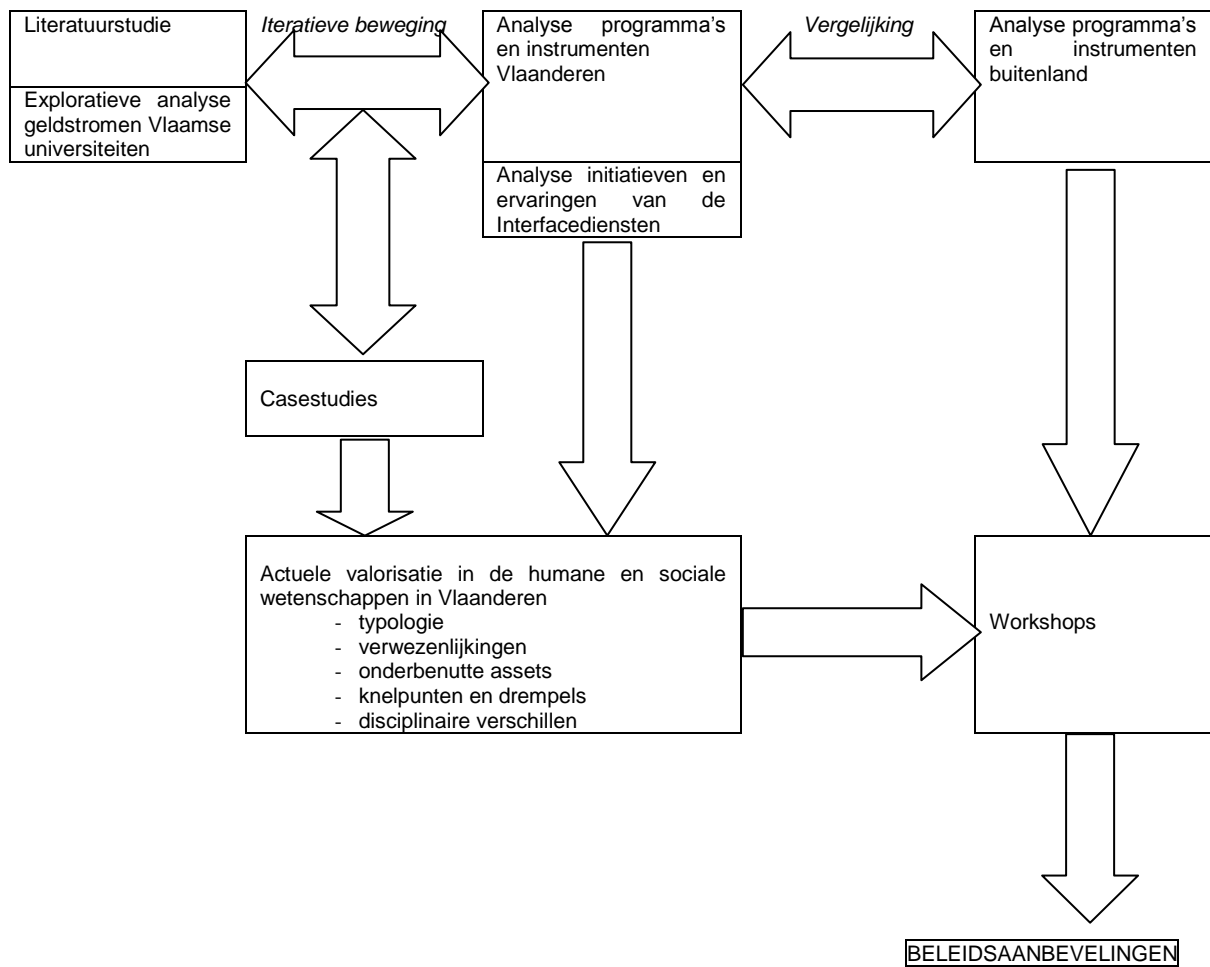 Literatuurstudie
Exploratieve analyse
geldstromen Vlaamse
universiteiten
Iteratieve beweging
Analyse programma's
en instrumenten
Vlaanderen
Analyse initiatieven en
ervaringen van de
Interfacediensten
Vergelijking
Analyse programma's
en instrumenten
buitenland
Casestudies
Actuele valorisatie in de humane en sociale
wetenschappen in Vlaanderen
- typologie
- verwezenlijkingen
- onderbenutte assets
- knelpunten en drempels
- disciplinaire verschillen
Workshops
BELEIDSAANBEVELINGEN